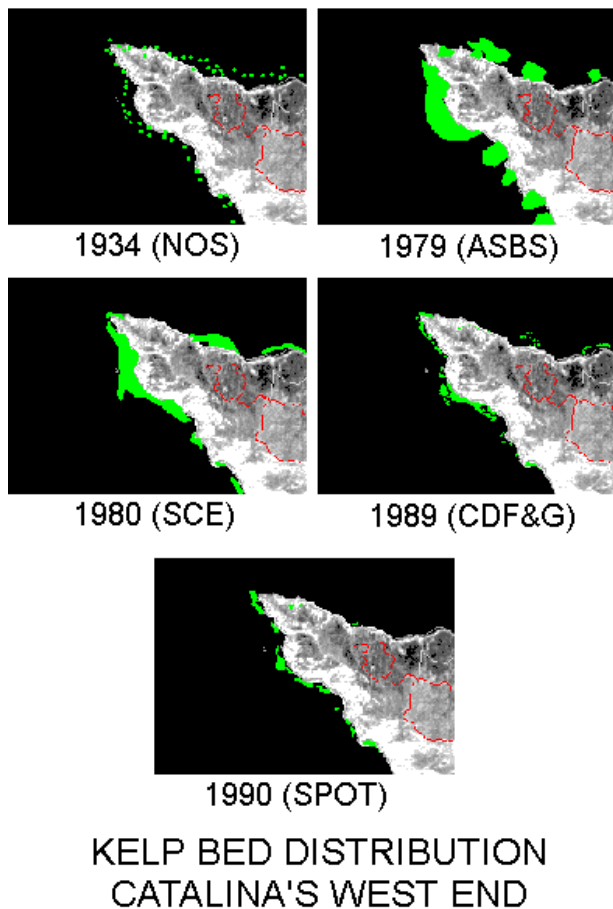 1934 (NOS)
1979 (ASBS)
1980 (SCE)
1989 (CDF&G)
1990 (SPOT)
KELP BED DISTRIBUTION
CATALINA'S WEST END